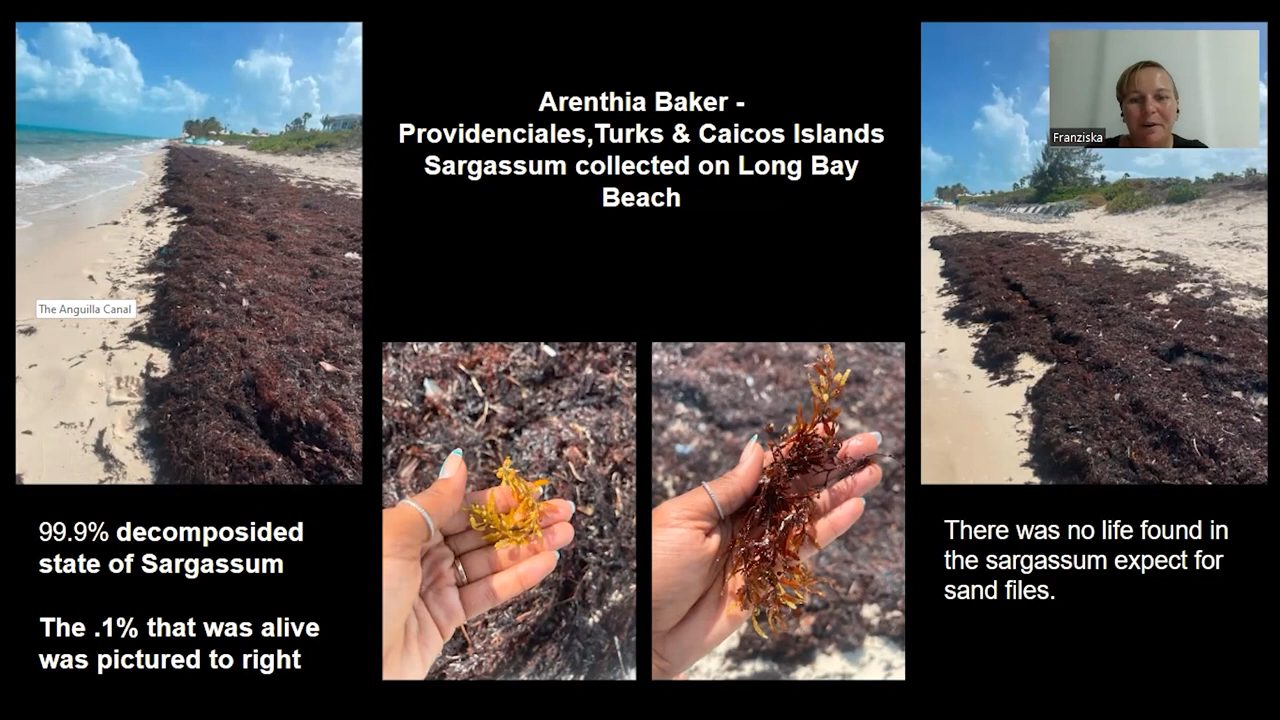 Arenthia Baker -
Providenciales,Turks & Caicos Islands
Sargassum collected on Long Bay
Beach
Franziska
The Anguilla Canal
99.9% decomposided
state of Sargassum
The .1% that was alive
was pictured to right
There was no life found in
the sargassum expect for
sand files.